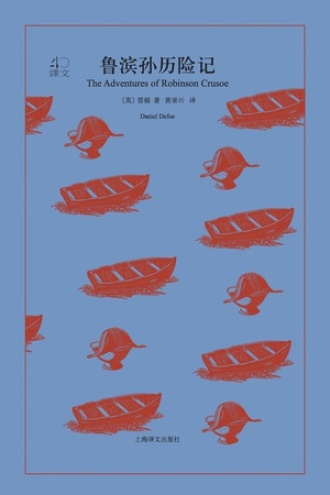 40
譯文
鲁滨孙历险记
The Adventures of Robinson Crusoe
[英] 笛福 著 黄杲炘 译
Daniel Defoe
上海译文出版社